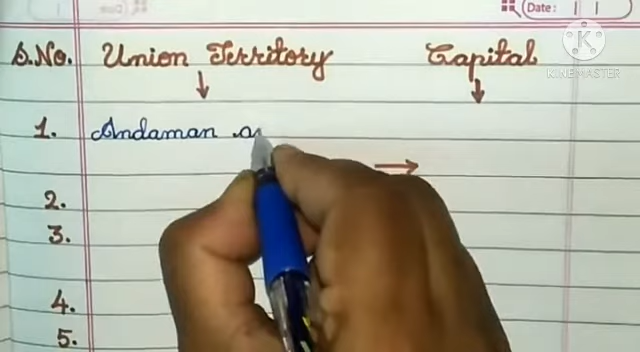 Date :
KINEMASTER
S.No. Union Territory Capital
1. Andaman a
2.
3.
4.
5.